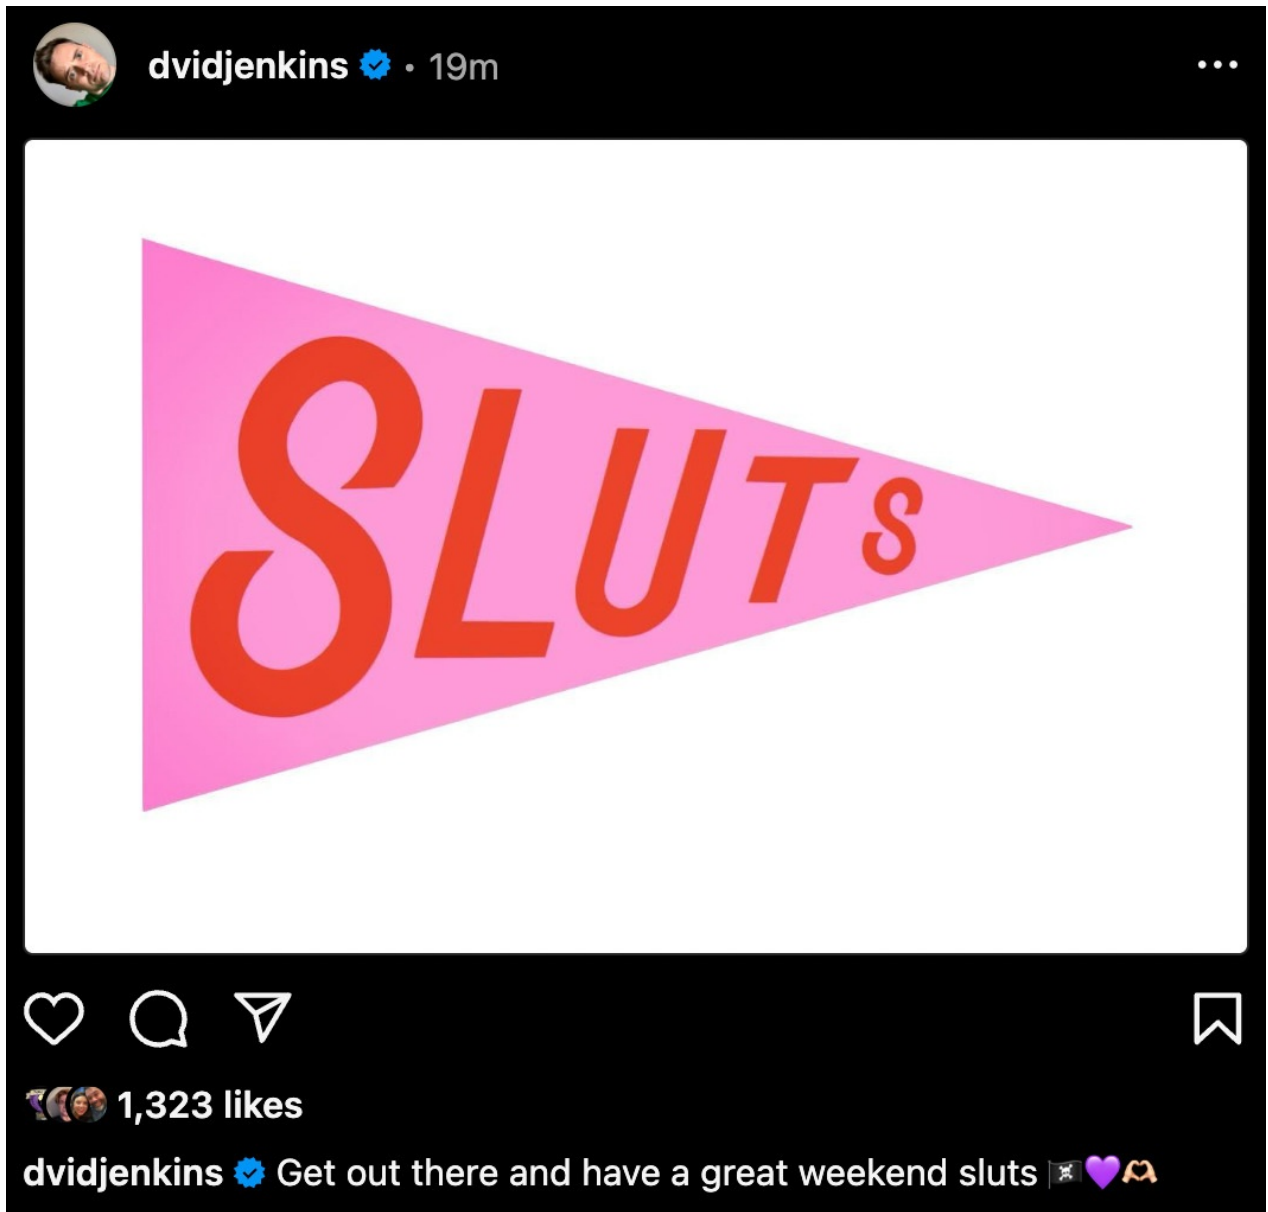 dvidjenkins • 19m
SLUTS
1,323 likes
dvidjenkins Get out there and have a great weekend sluts 🏴‍☠️💜🫶🏻